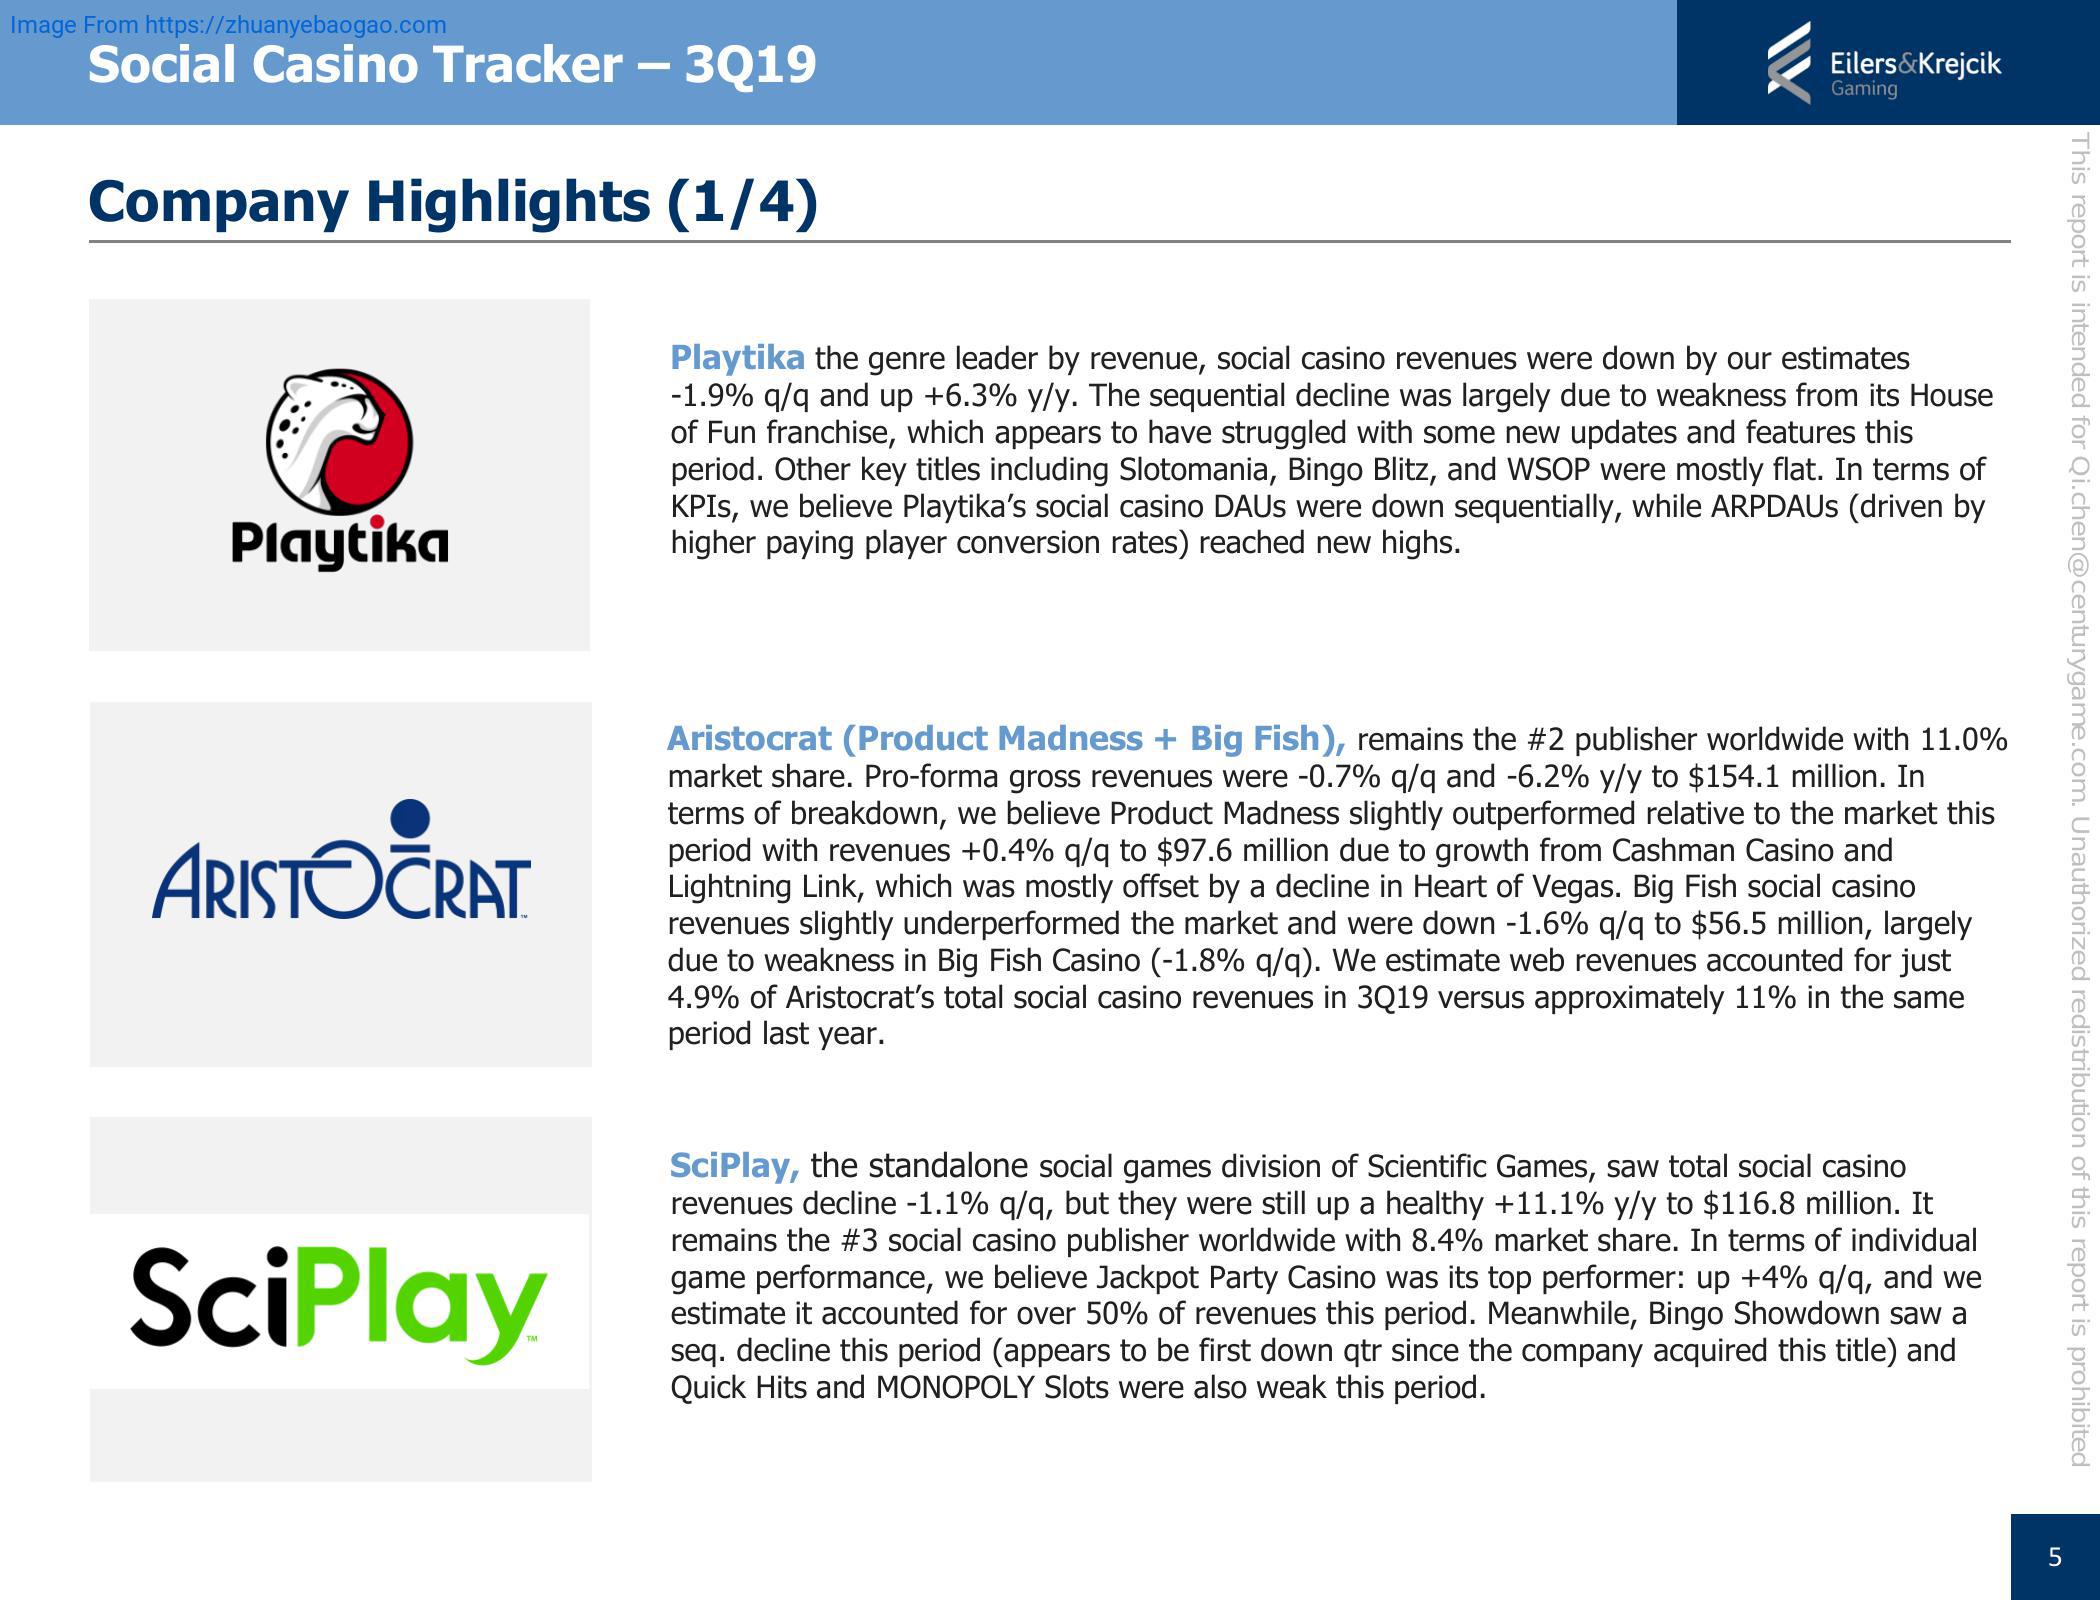 Image From https://zhuanyebaogao.com
Social Casino Tracker – 3Q19
Eilers&Krejcik
Gaming
Company Highlights (1/4)
Playtika
Playtika the genre leader by revenue, social casino revenues were down by our estimates
-1.9% q/q and up +6.3% y/y. The sequential decline was largely due to weakness from its House
of Fun franchise, which appears to have struggled with some new updates and features this
period. Other key titles including Slotomania, Bingo Blitz, and WSOP were mostly flat. In terms of
KPIs, we believe Playtika’s social casino DAUs were down sequentially, while ARPDAUs (driven by
higher paying player conversion rates) reached new highs.
ARISTOCRAT™
Aristocrat (Product Madness + Big Fish), remains the #2 publisher worldwide with 11.0%
market share. Pro-forma gross revenues were -0.7% q/q and -6.2% y/y to $154.1 million. In
terms of breakdown, we believe Product Madness slightly outperformed relative to the market this
period with revenues +0.4% q/q to $97.6 million due to growth from Cashman Casino and
Lightning Link, which was mostly offset by a decline in Heart of Vegas. Big Fish social casino
revenues slightly underperformed the market and were down -1.6% q/q to $56.5 million, largely
due to weakness in Big Fish Casino (-1.8% q/q). We estimate web revenues accounted for just
4.9% of Aristocrat’s total social casino revenues in 3Q19 versus approximately 11% in the same
period last year.
SciPlay™
SciPlay, the standalone social games division of Scientific Games, saw total social casino
revenues decline -1.1% q/q, but they were still up a healthy +11.1% y/y to $116.8 million. It
remains the #3 social casino publisher worldwide with 8.4% market share. In terms of individual
game performance, we believe Jackpot Party Casino was its top performer: up +4% q/q, and we
estimate it accounted for over 50% of revenues this period. Meanwhile, Bingo Showdown saw a
seq. decline this period (appears to be first down qtr since the company acquired this title) and
Quick Hits and MONOPOLY Slots were also weak this period.
This report is intended for Qi.chen@centurygame.com. Unauthorized redistribution of this report is prohibited
5